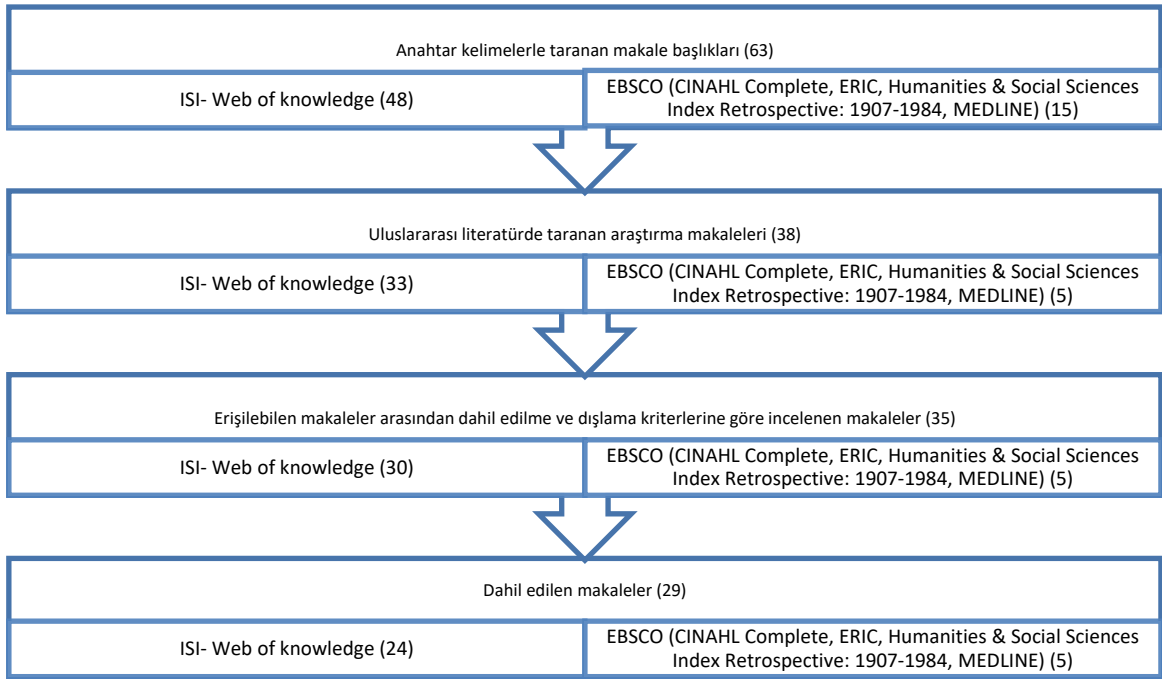 Anahtar kelimelerle taranan makale başlıkları (63)
ISI- Web of knowledge (48)
EBSCO (CINAHL Complete, ERIC, Humanities & Social Sciences
Index Retrospective: 1907-1984, MEDLINE) (15)
Uluslararası literatürde taranan araştırma makaleleri (38)
ISI- Web of knowledge (33)
EBSCO (CINAHL Complete, ERIC, Humanities & Social Sciences
Index Retrospective: 1907-1984, MEDLINE) (5)
Erişilebilen makaleler arasından dahil edilme ve dışlama kriterlerine göre incelenen makaleler (35)
ISI- Web of knowledge (30)
EBSCO (CINAHL Complete, ERIC, Humanities & Social Sciences
Index Retrospective: 1907-1984, MEDLINE) (5)
Dahil edilen makaleler (29)
ISI- Web of knowledge (24)
EBSCO (CINAHL Complete, ERIC, Humanities & Social Sciences
Index Retrospective: 1907-1984, MEDLINE) (5)